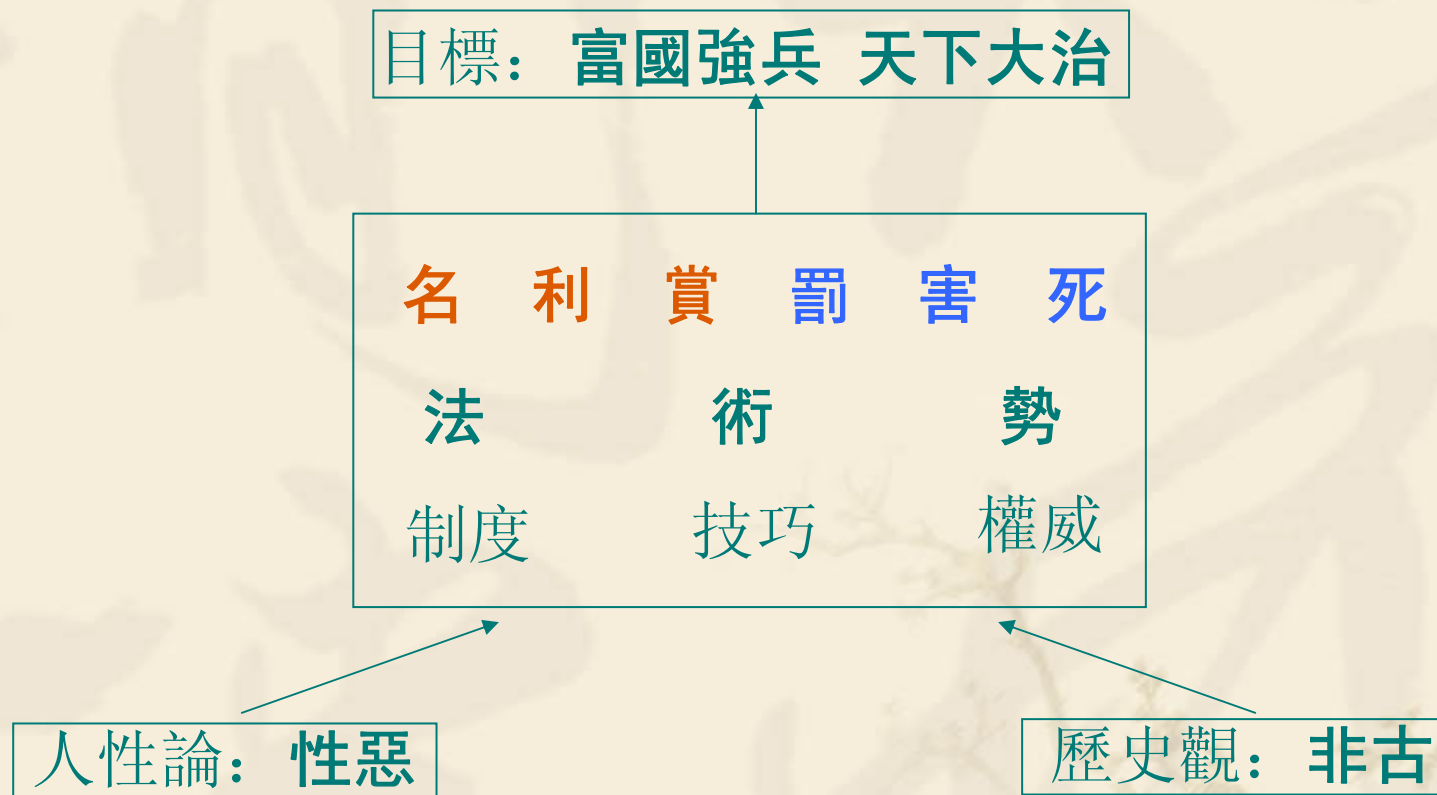 目標：富國強兵 天下大治
名 利 賞 罰 害 死
法 術 勢
制度 技巧 權威
人性論：性惡
歷史觀：非古